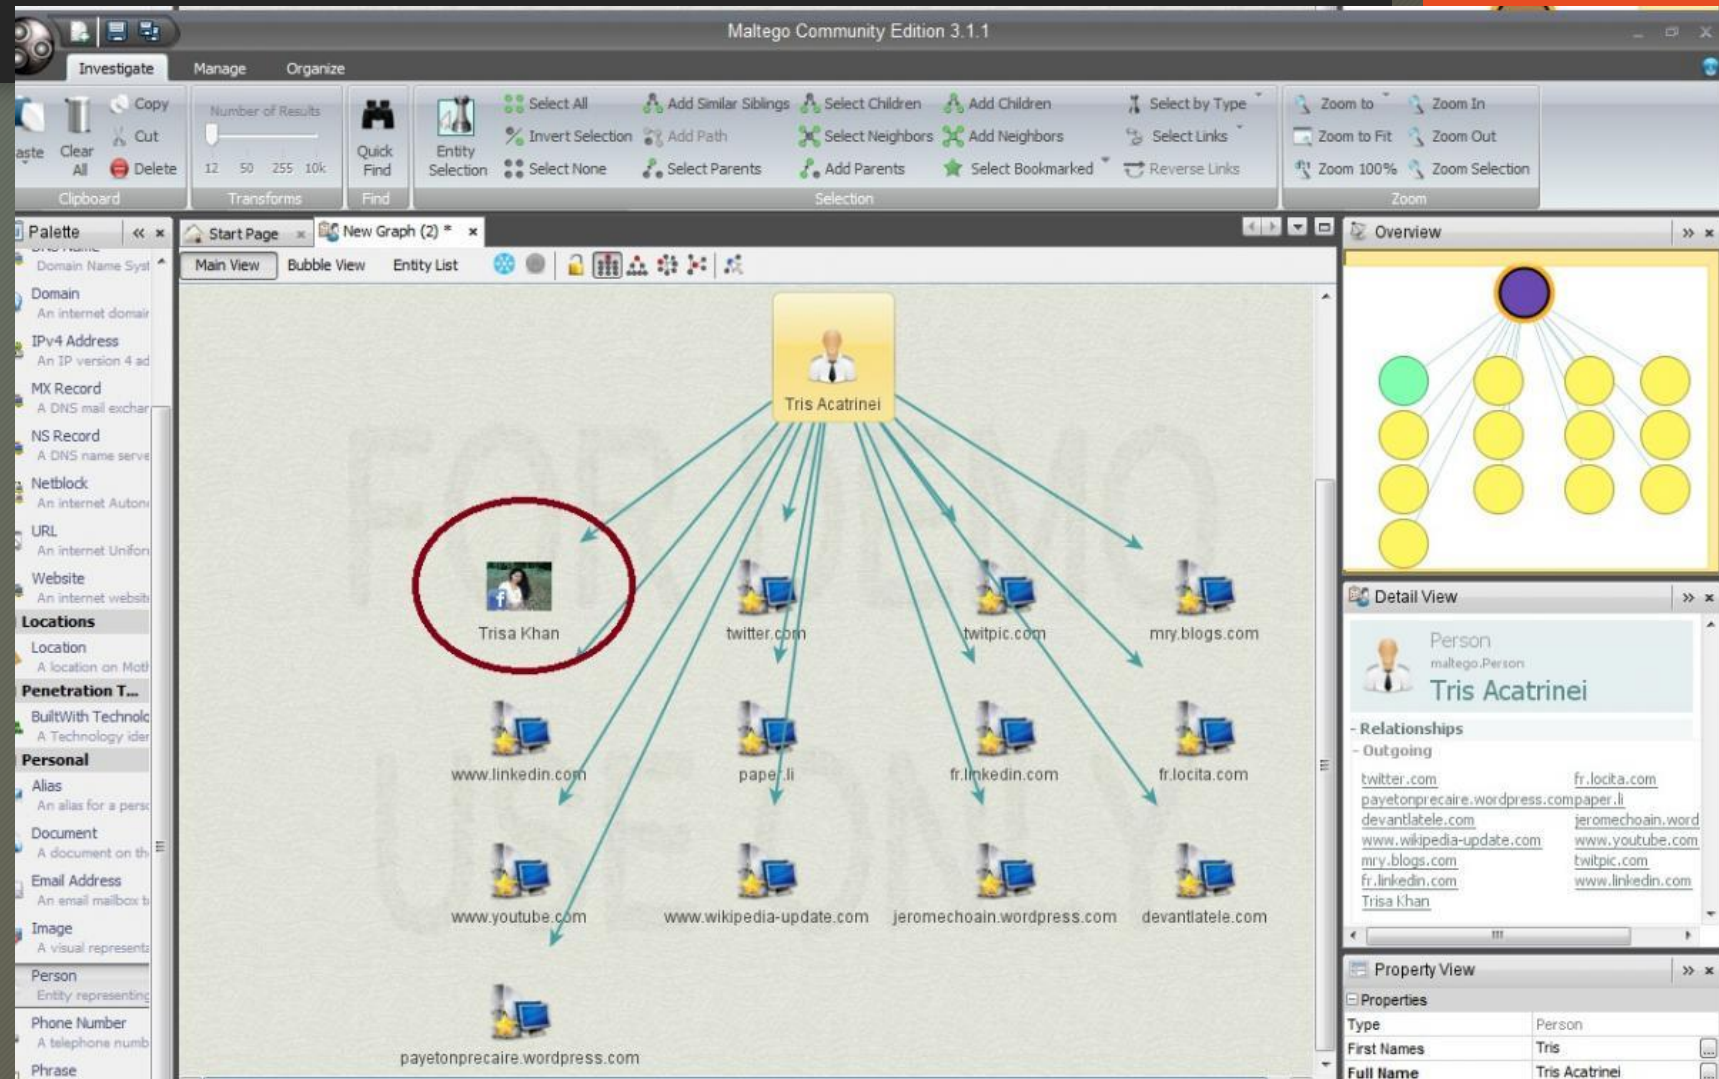 Maltego Community Edition 3.1.1
Investigate Manage Organize
Copy
Cut
Delete
aste
Clear All
Clipboard
Number of Results
12 50 255 10k
Transforms
Quick Find
Find
Entity Selection
Select All
Invert Selection
Select None
Add Similar Siblings
Add Path
Select Parents
Select Children
Select Neighbors
Add Parents
Add Children
Add Neighbors
Select Bookmarked
Select by Type
Select Links
Reverse Links
Selection
Zoom to
Zoom to Fit
Zoom 100%
Zoom In
Zoom Out
Zoom Selection
Zoom
Palette
Domain Name Syst
Domain
An internet domair
IPv4 Address
An IP version 4 ad
MX Record
A DNS mail exchar
NS Record
A DNS name serve
Netblock
An internet Autono
URL
An internet Unifor
Website
An internet websit
Locations
Location
A location on Moth
Penetration T...
BuiltWith Technolo
A Technology ider
Personal
Alias
An alias for a perso
Document
A document on th
Email Address
An email mailbox t
Image
A visual representa
Person
Entity representing
Phone Number
A telephone numb
Phrase
Start Page
New Graph (2) *
Main View Bubble View Entity List
FOR DEMO
USE ONLY
Tris Acatrinei
Trisa Khan
twitter.com
twitpic.com
mry.blogs.com
www.linkedin.com
paper.li
fr.linkedin.com
fr.locita.com
www.youtube.com
www.wikipedia-update.com
jeromechoain.wordpress.com
devantlatele.com
payetonprecaire.wordpress.com
Overview
Detail View
Person
maltego.Person
Tris Acatrinei
- Relationships
- Outgoing
twitter.com fr.locita.com
payetonprecaire.wordpress.com paper.li
devantlatele.com jeromechoain.word
www.wikipedia-update.com www.youtube.com
mry.blogs.com twitpic.com
fr.linkedin.com www.linkedin.com
Trisa Khan
Property View
Properties
Type Person
First Names Tris
Full Name Tris Acatrinei